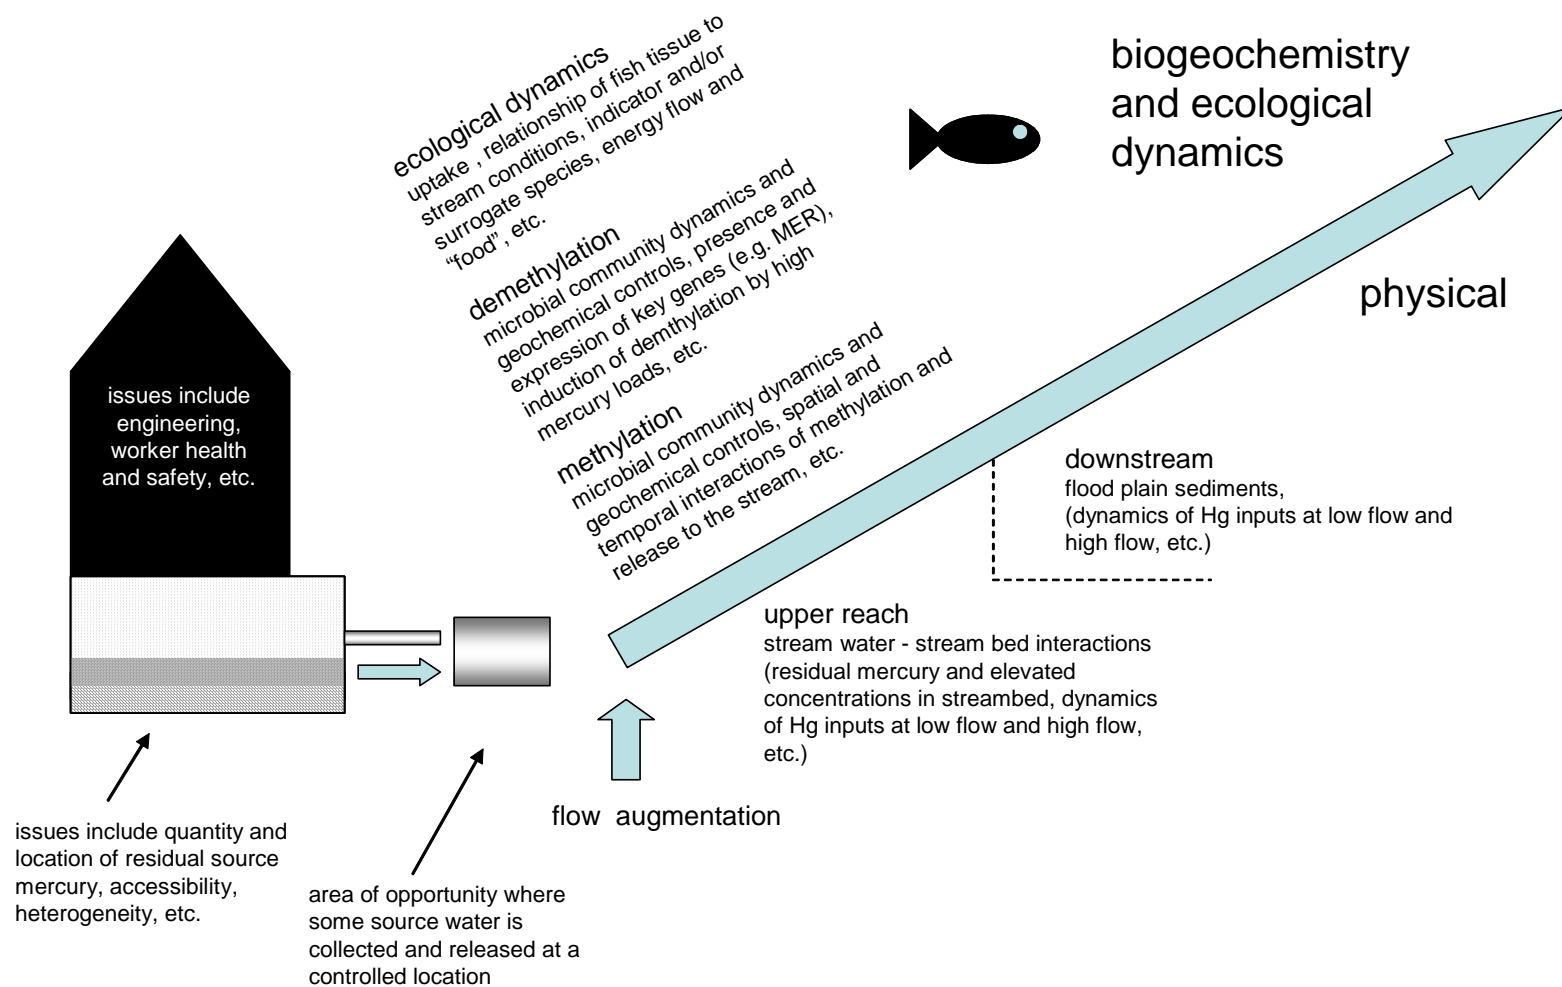 ecological dynamics
uptake , relationship of fish tissue to
stream conditions, indicator and/or
surrogate species, energy flow and
“food”, etc.
demethylation
microbial community dynamics and
geochemical controls, presence and
expression of key genes (e.g. MER),
induction of demthylation by high
mercury loads, etc.
methylation
microbial community dynamics and
geochemical controls, spatial and
temporal interactions of methylation and
release to the stream, etc.
biogeochemistry
and ecological
dynamics
physical
issues include
engineering,
worker health
and safety, etc.
downstream
flood plain sediments,
(dynamics of Hg inputs at low flow and
high flow, etc.)
upper reach
stream water - stream bed interactions
(residual mercury and elevated
concentrations in streambed, dynamics
of Hg inputs at low flow and high flow,
etc.)
flow augmentation
issues include quantity and
location of residual source
mercury, accessibility,
heterogeneity, etc.
area of opportunity where
some source water is
collected and released at a
controlled location